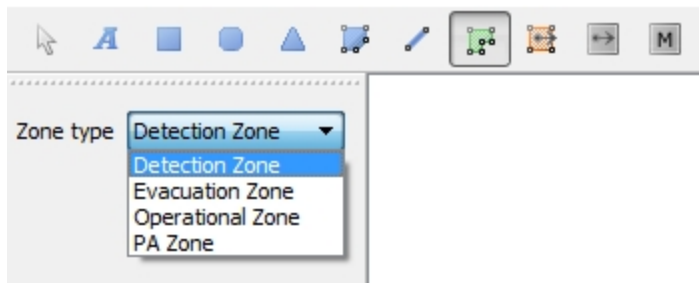 A
M
Zone type Detection Zone
Detection Zone
Evacuation Zone
Operational Zone
PA Zone